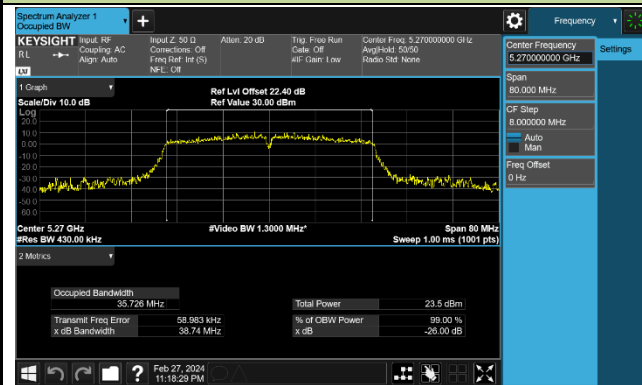 Spectrum Analyzer 1
Occupied BW
Frequency
KEYSIGHT
RL
LXI
Input: RF
Coupling: AC
Align: Auto
Input Z: 50 Ω
Corrections: Off
Freq Ref: Int (S)
NFE: Off
Atten: 20 dB
Trig: Free Run
Gate: Off
#IF Gain: Low
Center Freq: 5.270000000 GHz
Avg|Hold: 50/50
Radio Std: None
Center Frequency
5.270000000 GHz
Settings
Span
80.000 MHz
CF Step
8.000000 MHz
Auto
Man
Freq Offset
0 Hz
1 Graph
Scale/Div 10.0 dB
Ref Lvl Offset 22.40 dB
Ref Value 30.00 dBm
Log
20.0
10.0
0.00
-10.0
-20.0
-30.0
-40.0
-50.0
-60.0
Center 5.27 GHz
#Video BW 1.3000 MHz*
Span 80 MHz
#Res BW 430.00 kHz
Sweep 1.00 ms (1001 pts)
2 Metrics
Occupied Bandwidth
35.726 MHz
Total Power 23.5 dBm
Transmit Freq Error 58.983 kHz
% of OBW Power 99.00 %
x dB Bandwidth 38.74 MHz
x dB -26.00 dB
?
Feb 27, 2024
11:18:29 PM